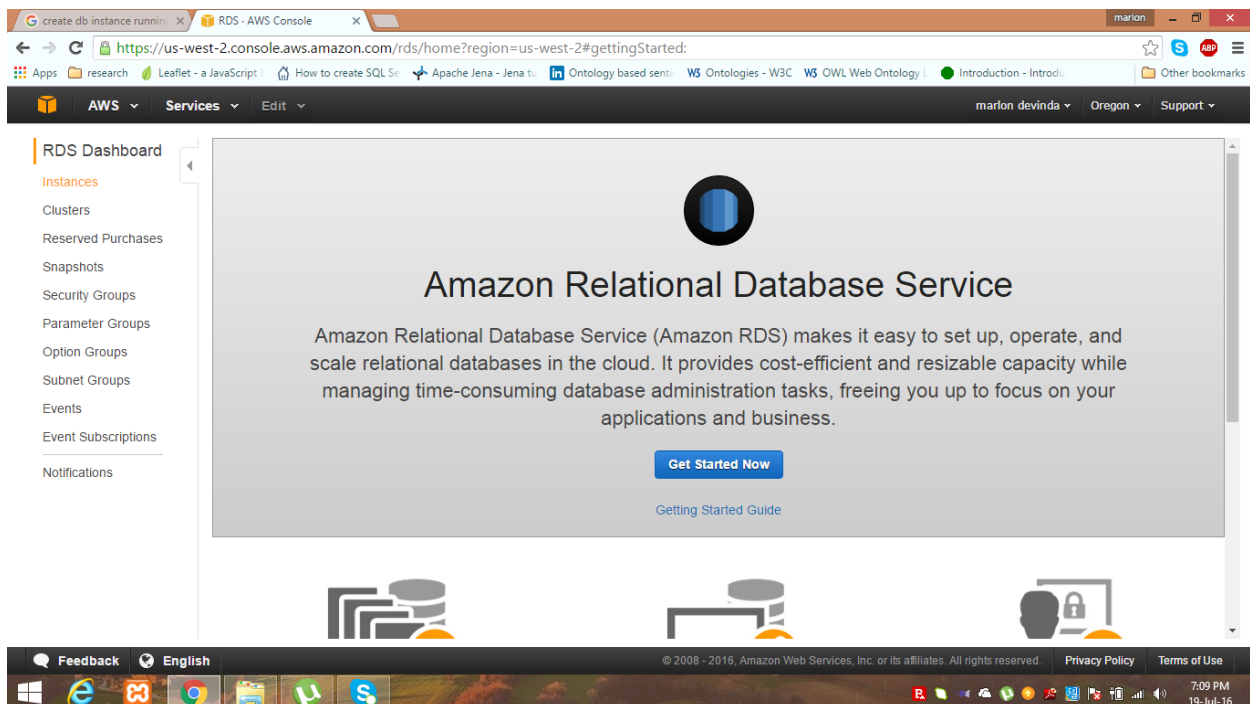 create db instance runnin
RDS · AWS Console
marlon
https://us-west-2.console.aws.amazon.com/rds/home?region=us-west-2#gettingStarted:
ABP
Apps
research
Leaflet - a JavaScript
How to create SQL Se
Apache Jena - Jena tu
Ontology based senti
W3 Ontologies - W3C
W3 OWL Web Ontology L
Introduction - Introdu
Other bookmarks
AWS
Services
Edit
marlon devinda
Oregon
Support
RDS Dashboard
Instances
Clusters
Reserved Purchases
Snapshots
Security Groups
Parameter Groups
Option Groups
Subnet Groups
Events
Event Subscriptions
Notifications
Amazon Relational Database Service
Amazon Relational Database Service (Amazon RDS) makes it easy to set up, operate, and
scale relational databases in the cloud. It provides cost-efficient and resizable capacity while
managing time-consuming database administration tasks, freeing you up to focus on your
applications and business.
Get Started Now
Getting Started Guide
Feedback
English
© 2008 - 2016, Amazon Web Services, Inc. or its affiliates. All rights reserved.
Privacy Policy
Terms of Use
7:09 PM
19-Jul-16